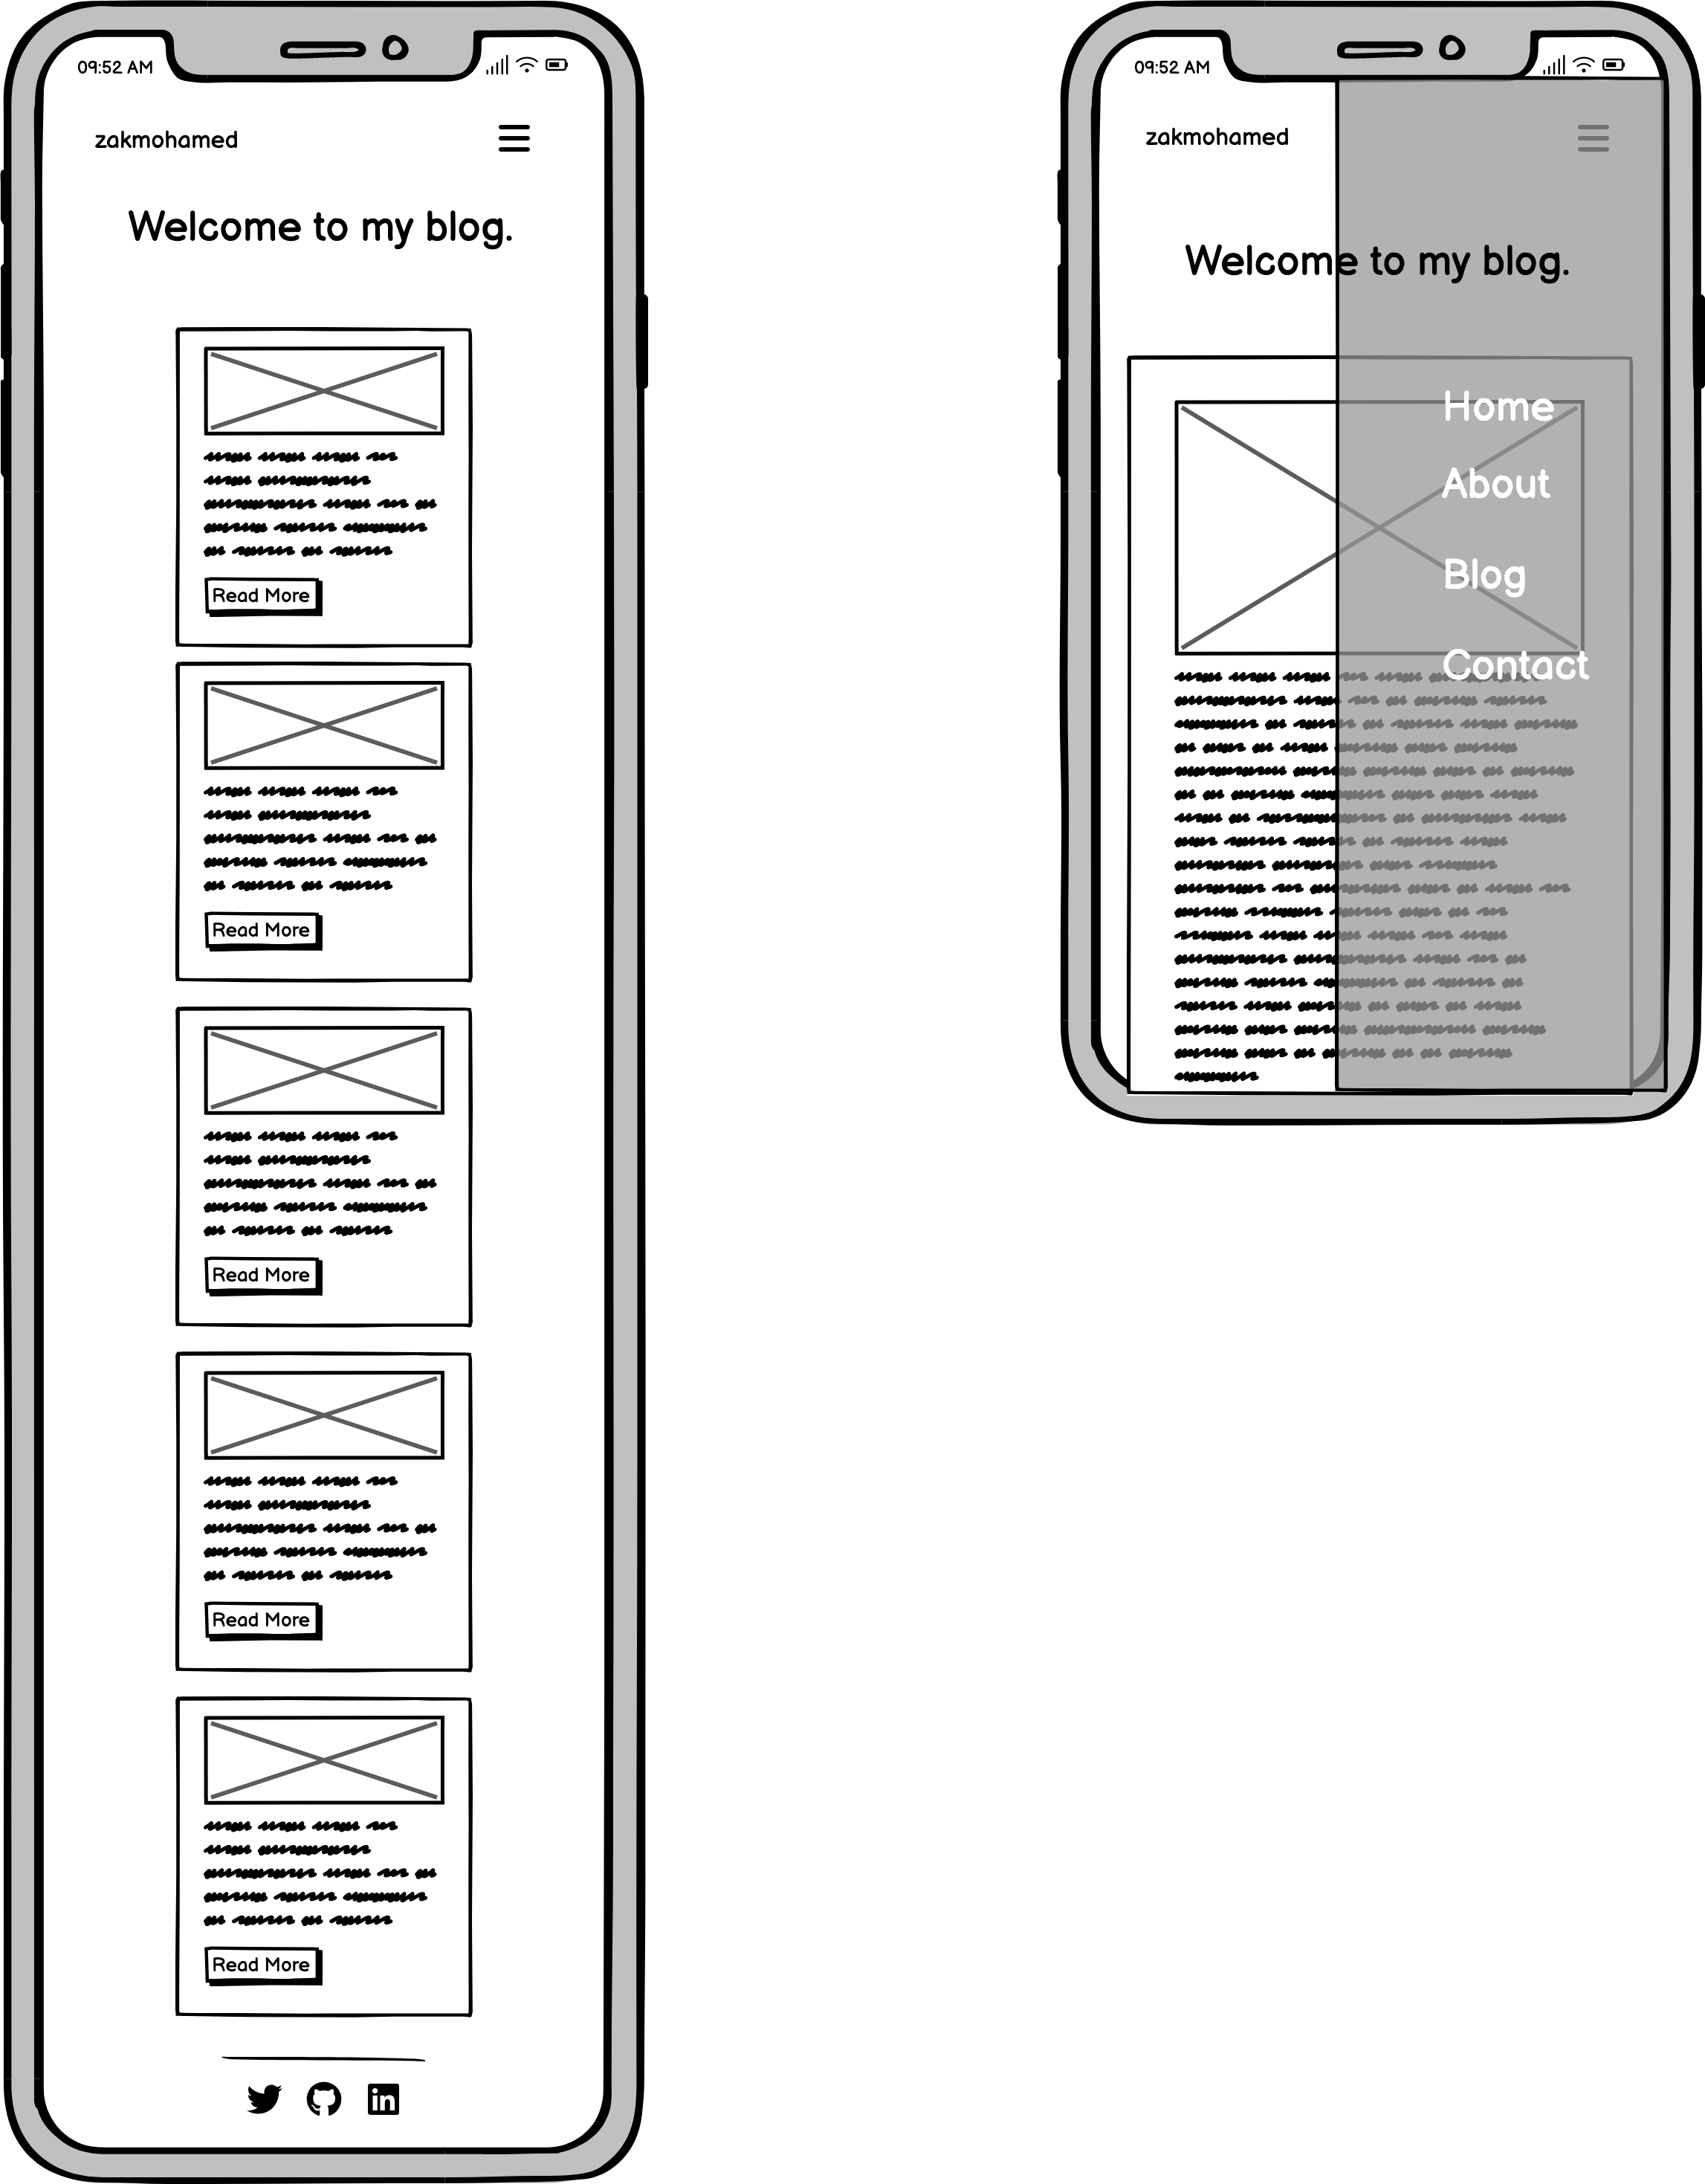 09:52 AM
zakmohamed
Welcome to my blog.
Read More
Read More
Read More
Read More
Read More
in
09:52 AM
zakmohamed
Welcome to my blog.
Home
About
Blog
Contact